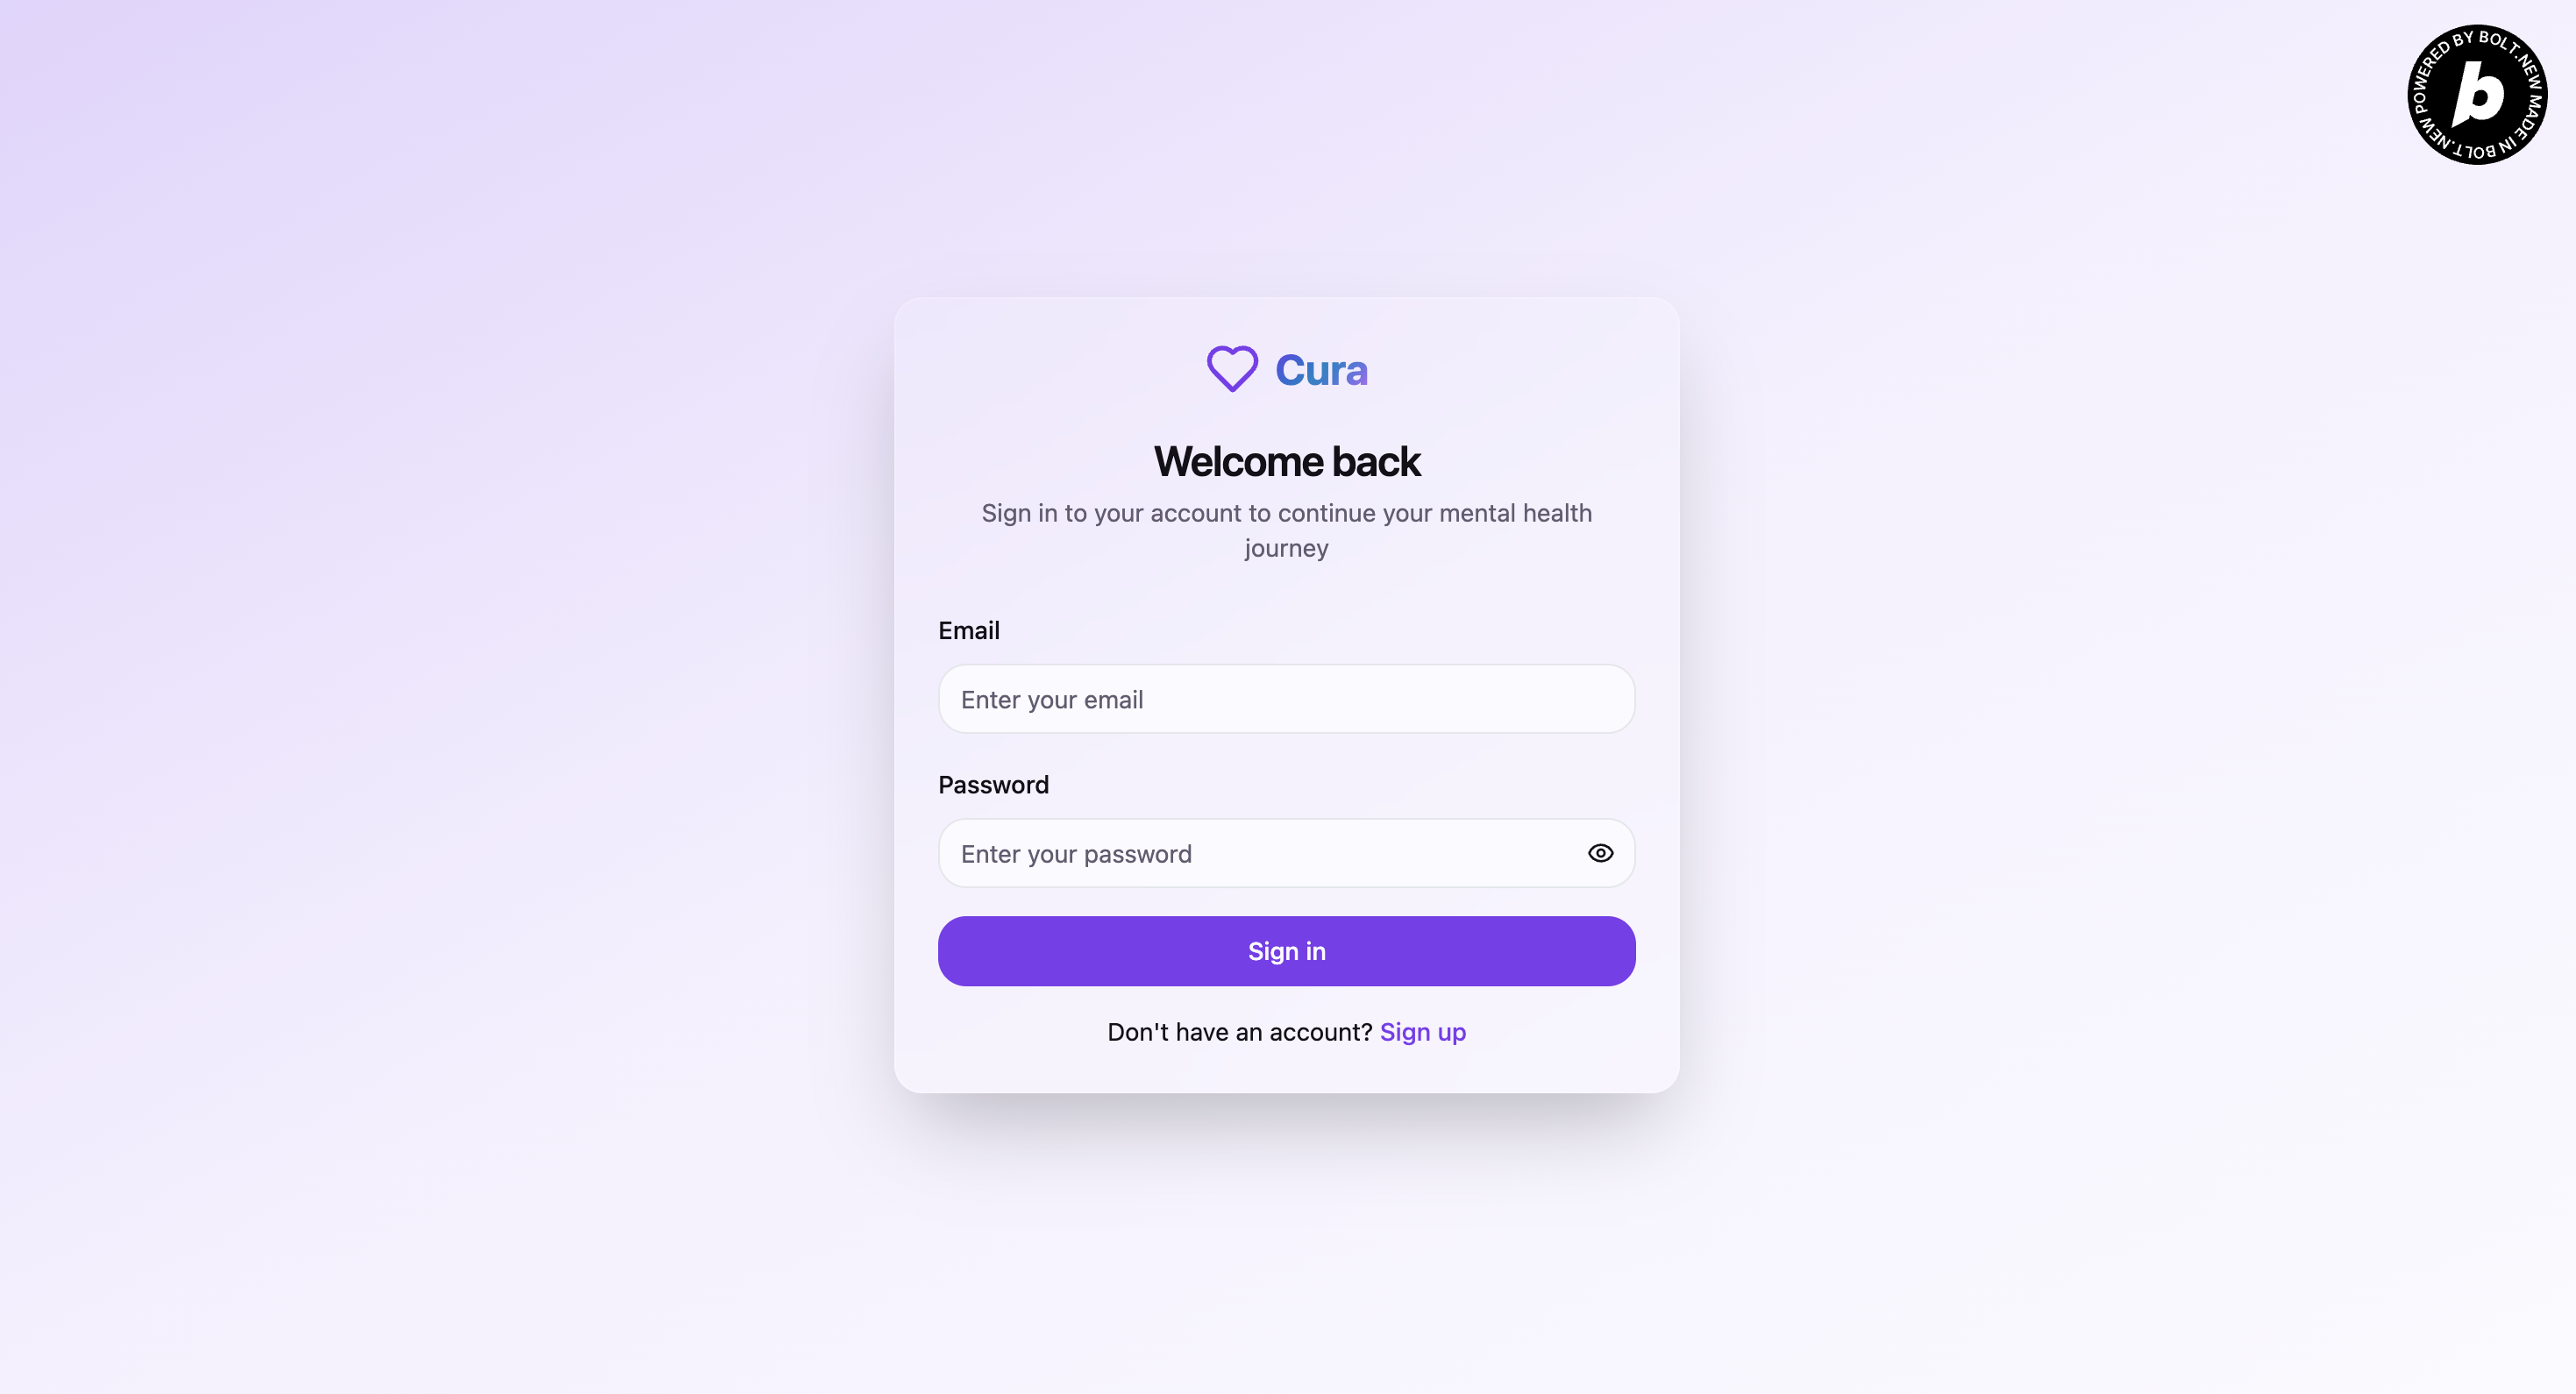 POWERED BY BOLT.NEW MADE IN BOLT.NEW
b
Cura
Welcome back
Sign in to your account to continue your mental health
journey
Email
Enter your email
Password
Enter your password
Sign in
Don't have an account? Sign up